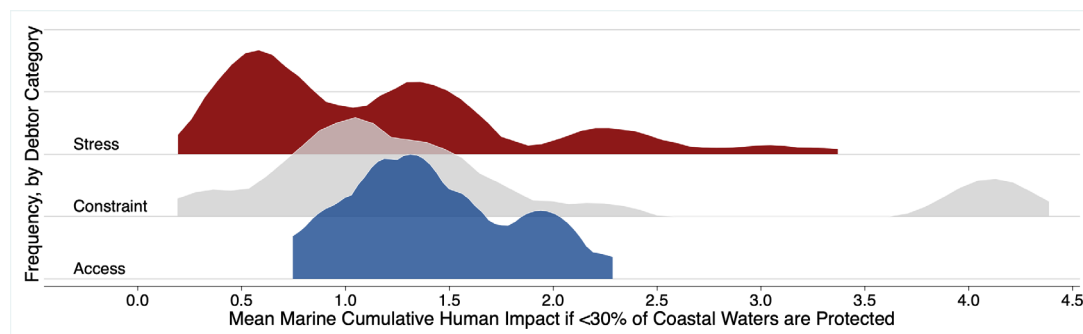 Frequency, by Debtor Category
Stress
Constraint
Access
0.0 0.5 1.0 1.5 2.0 2.5 3.0 3.5 4.0 4.5
Mean Marine Cumulative Human Impact if <30% of Coastal Waters are Protected